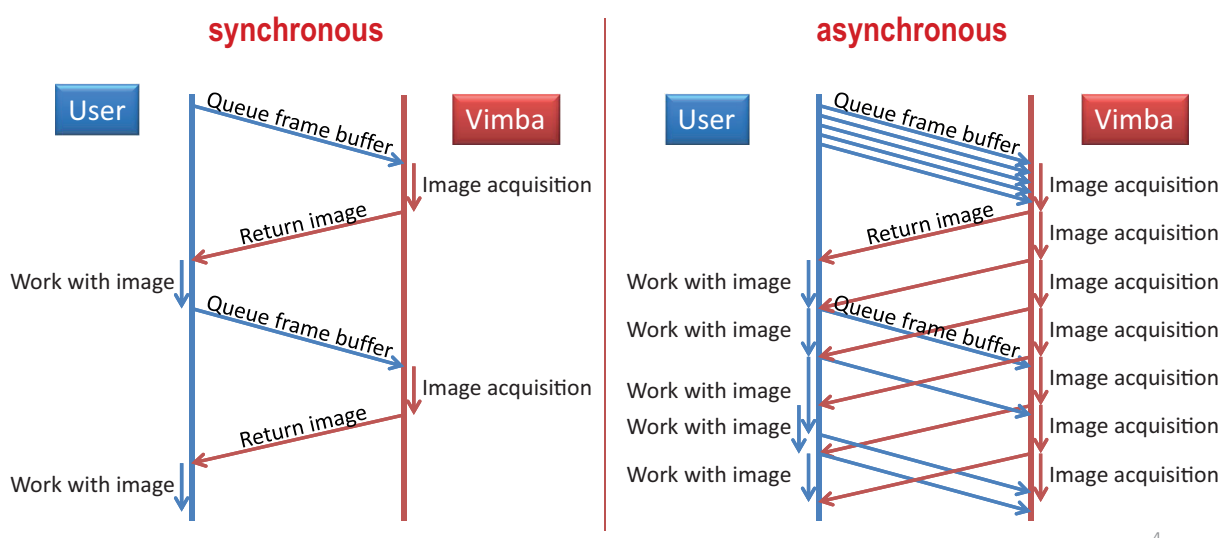 synchronous
User
Vimba
Queue frame buffer
Image acquisition
Return image
Work with image
Queue frame buffer
Image acquisition
Return image
Work with image
asynchronous
User
Vimba
Queue frame buffer
Image acquisition
Return image
Image acquisition
Work with image
Image acquisition
Queue frame buffer
Work with image
Image acquisition
Image acquisition
Work with image
Work with image
Image acquisition
Work with image
Image acquisition